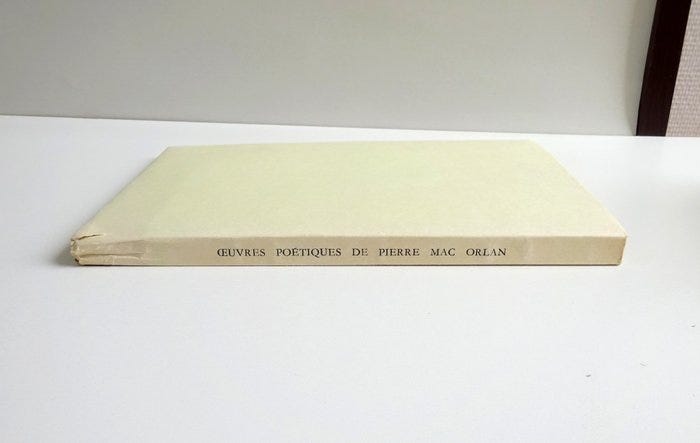 ŒUVRES POÉTIQUES DE PIERRE MAC ORLAN